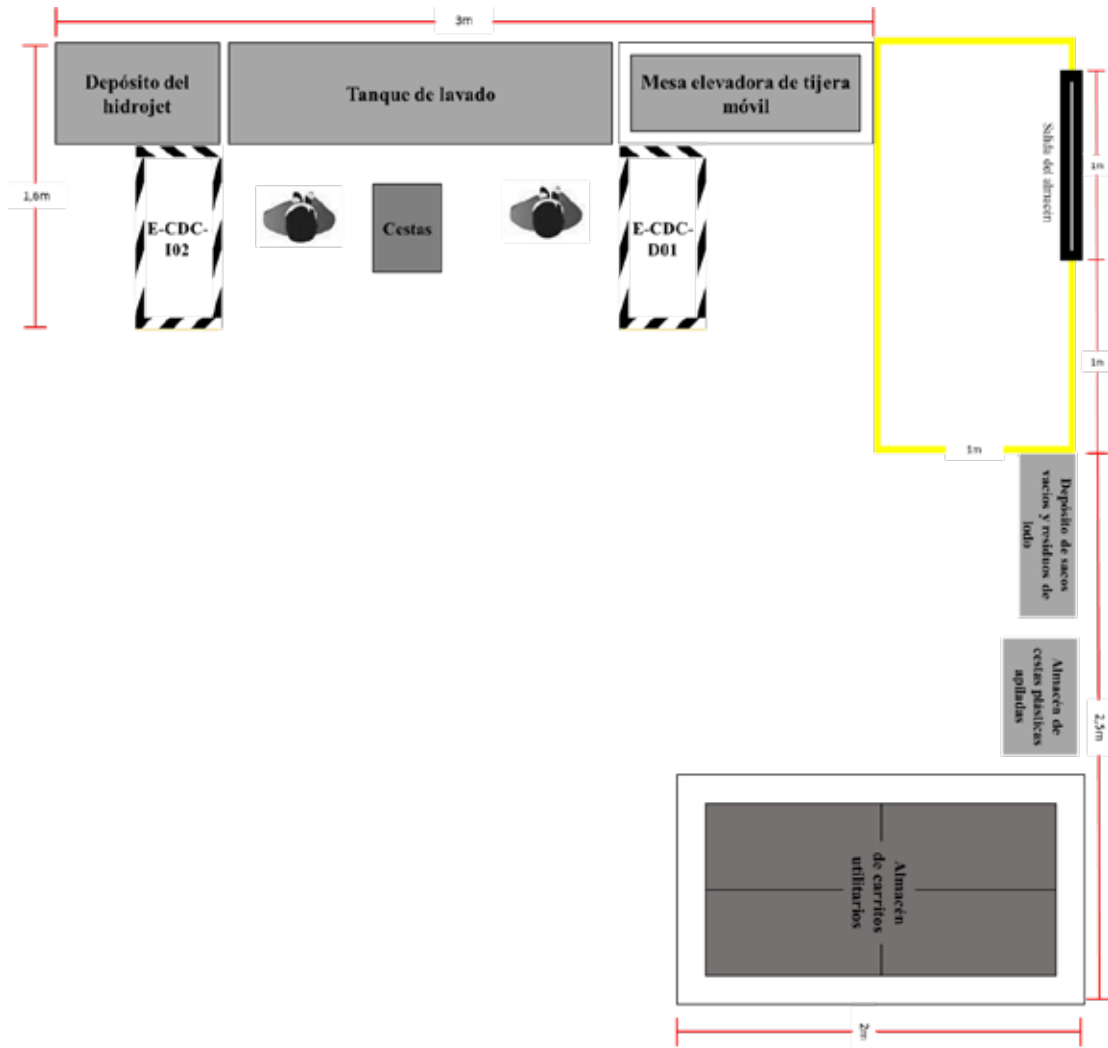 3m
Depósito del
hidrojet
Tanque de lavado
Mesa elevadora de tijera
móvil
Salida del almacén
1m
1,6m
E-CDC-
I02
Cestas
E-CDC-
D01
1m
1m
Depósito de sacos
vacíos y residuos de
lodo
Almacén de
cestas plásticas
apiladas
2,5m
Almacén
de carritos
utilitarios
2m